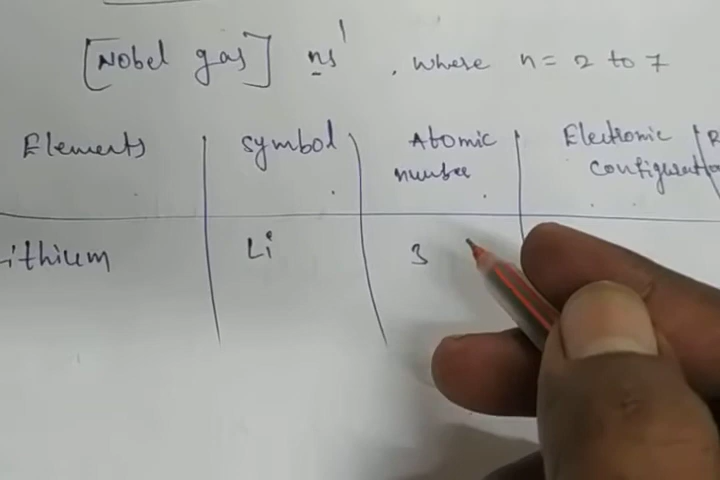 [Nobel gas] ns¹ , where n = 2 to 7
Elements symbol Atomic number Electronic configuration
ithium Li 3